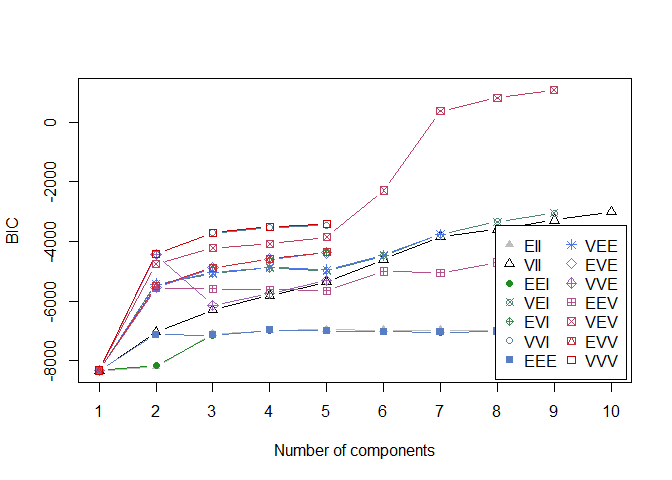 BIC
0
-2000
-4000
-6000
-8000
EII
VII
EEI
VEI
EVI
VVI
EEE
VEE
EVE
VVE
EEV
VEV
EVV
VVV
1 2 3 4 5 6 7 8 9 10
Number of components